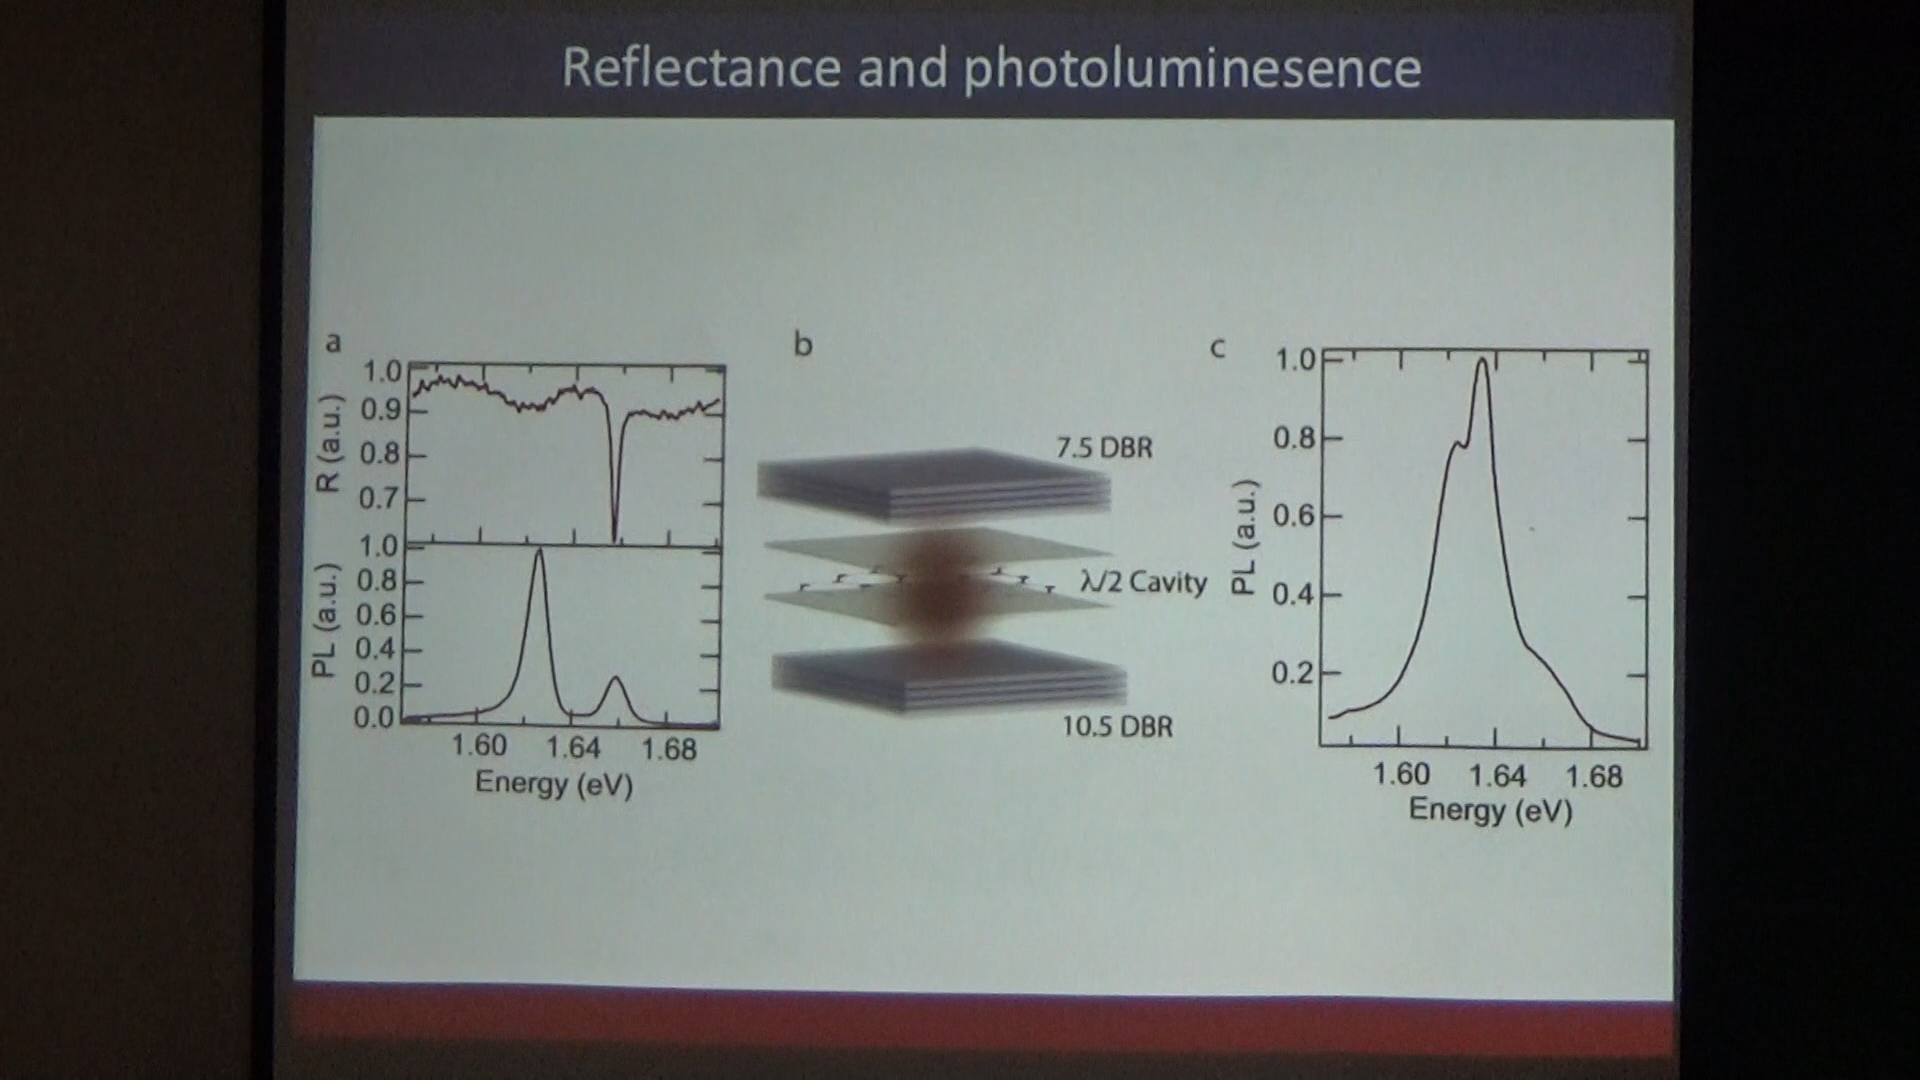 Reflectance and photoluminesence
a
1.0
0.9
0.8
0.7
R (a.u.)
1.0
0.8
0.6
0.4
0.2
0.0
PL (a.u.)
1.60 1.64 1.68
Energy (eV)
b
7.5 DBR
λ/2 Cavity
10.5 DBR
c
1.0
0.8
0.6
0.4
0.2
PL (a.u.)
1.60 1.64 1.68
Energy (eV)